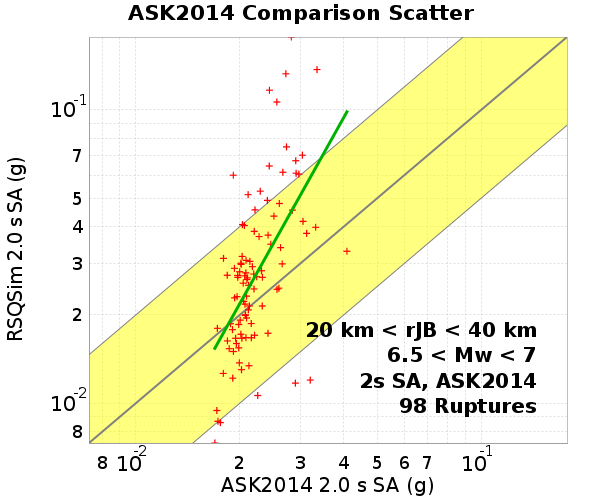 ASK2014 Comparison Scatter
RSQSim 2.0 s SA (g)
10-1
7
5
4
3
2
10-2
8
20 km < rJB < 40 km
6.5 < Mw < 7
2s SA, ASK2014
98 Ruptures
8 10-2 2 3 4 5 6 7 10-1
ASK2014 2.0 s SA (g)